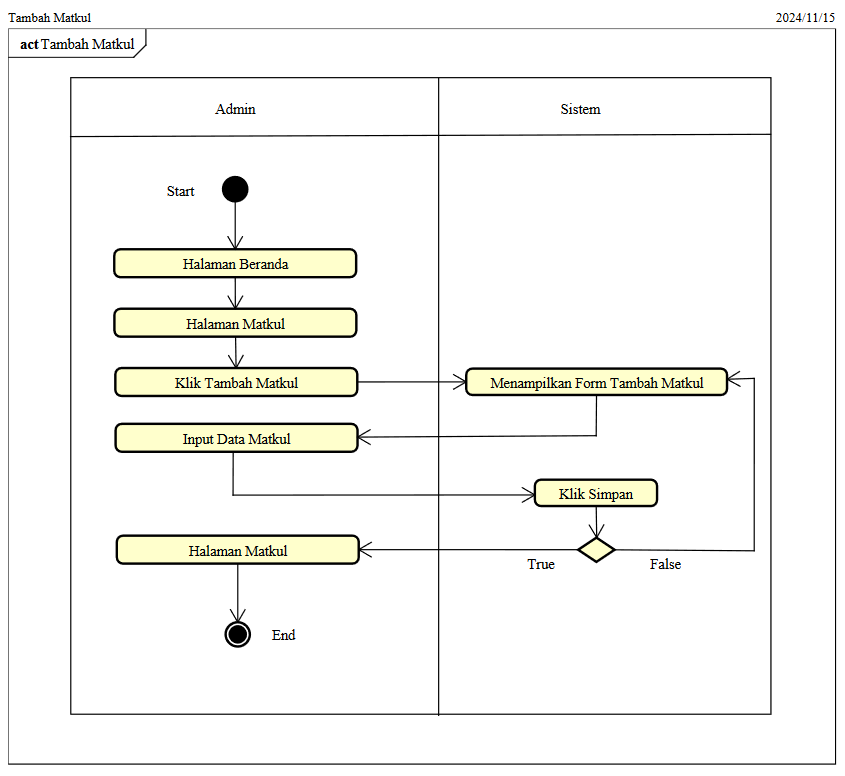 Tambah Matkul
2024/11/15
act Tambah Matkul
Admin
Sistem
Start
Halaman Beranda
Halaman Matkul
Klik Tambah Matkul
Menampilkan Form Tambah Matkul
Input Data Matkul
Klik Simpan
Halaman Matkul
True
False
End